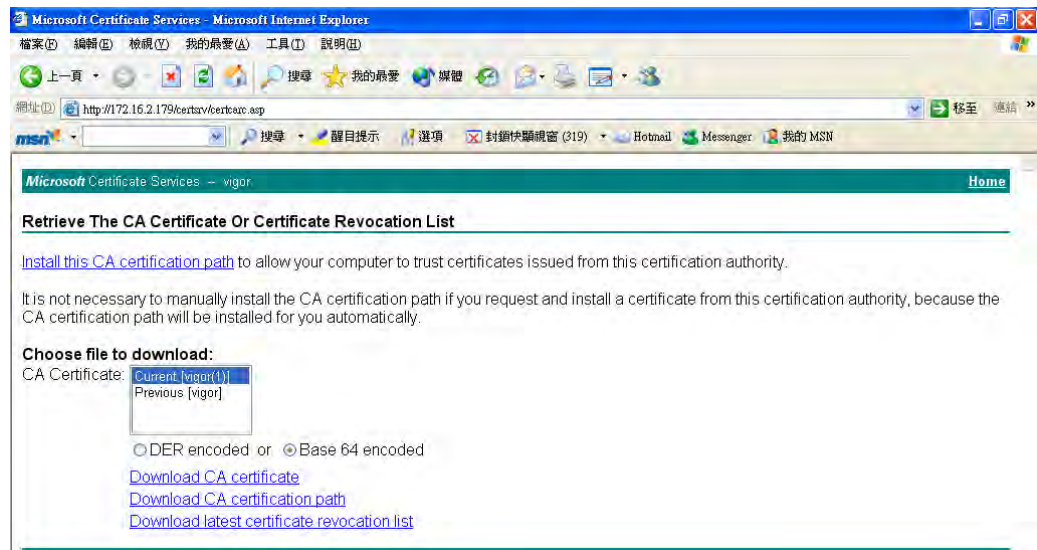 Microsoft Certificate Services - Microsoft Internet Explorer
檔案(F) 編輯(E) 檢視(V) 我的最愛(A) 工具(T) 說明(H)
上一頁 搜尋 我的最愛 媒體
網址(D) http://172.16.2.179/certsrv/certcarc.asp 移至 連結 »
msn 搜尋 醒目提示 選項 封鎖快顯視窗 (319) Hotmail Messenger 我的 MSN
Microsoft Certificate Services -- vigor Home
Retrieve The CA Certificate Or Certificate Revocation List
Install this CA certification path to allow your computer to trust certificates issued from this certification authority.
It is not necessary to manually install the CA certification path if you request and install a certificate from this certification authority, because the
CA certification path will be installed for you automatically.
Choose file to download:
CA Certificate: Current [vigor(1)]
Previous [vigor]
DER encoded or Base 64 encoded
Download CA certificate
Download CA certification path
Download latest certificate revocation list